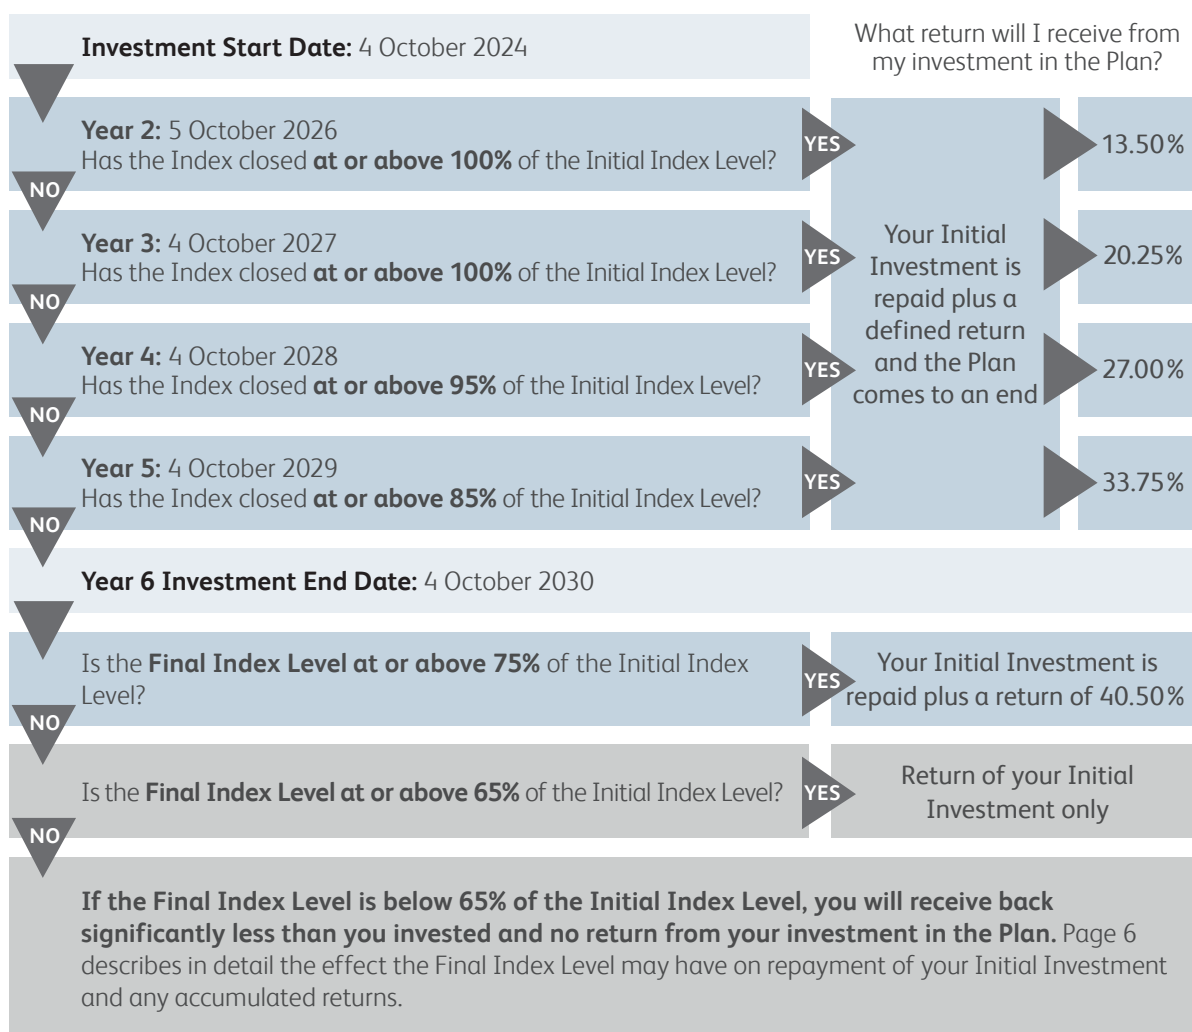 Investment Start Date: 4 October 2024
What return will I receive from
my investment in the Plan?
Year 2: 5 October 2026
Has the Index closed at or above 100% of the Initial Index Level?
YES
13.50%
NO
Year 3: 4 October 2027
Has the Index closed at or above 100% of the Initial Index Level?
YES
20.25%
NO
Year 4: 4 October 2028
Has the Index closed at or above 95% of the Initial Index Level?
YES
27.00%
NO
Year 5: 4 October 2029
Has the Index closed at or above 85% of the Initial Index Level?
YES
33.75%
NO
Your Initial
Investment is
repaid plus a
defined return
and the Plan
comes to an end
Year 6 Investment End Date: 4 October 2030
Is the Final Index Level at or above 75% of the Initial Index
Level?
YES
Your Initial Investment is
repaid plus a return of 40.50%
NO
Is the Final Index Level at or above 65% of the Initial Index Level?
YES
Return of your Initial
Investment only
NO
If the Final Index Level is below 65% of the Initial Index Level, you will receive back
significantly less than you invested and no return from your investment in the Plan. Page 6
describes in detail the effect the Final Index Level may have on repayment of your Initial Investment
and any accumulated returns.